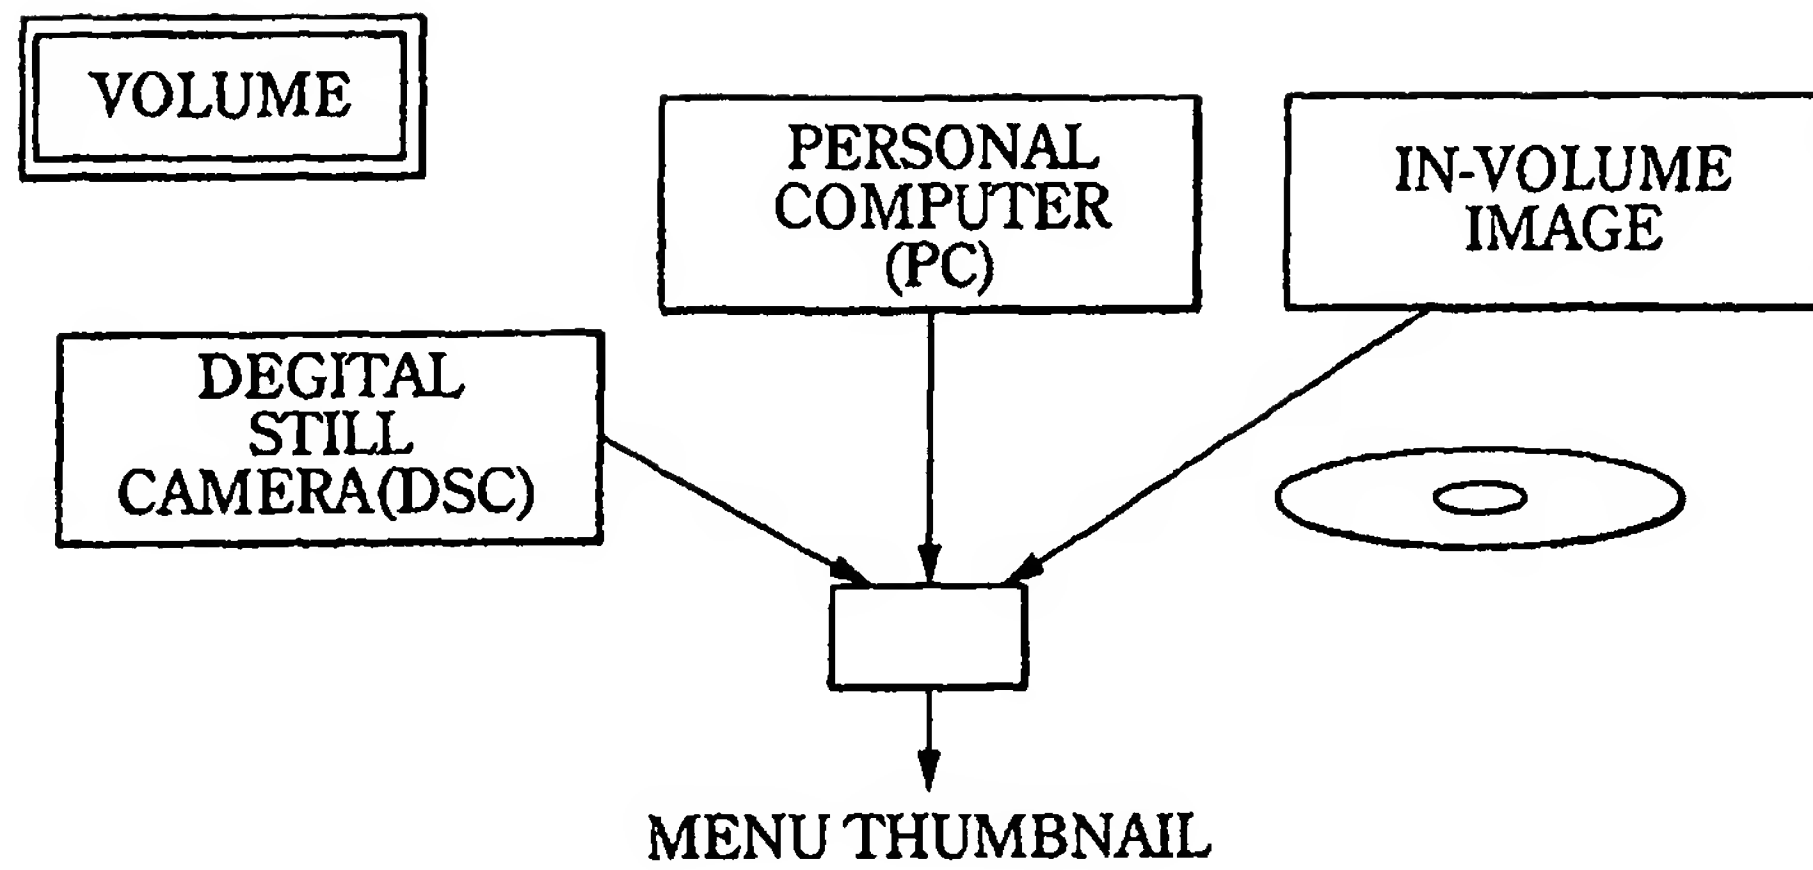 VOLUME
PERSONAL
COMPUTER
(PC)
IN-VOLUME
IMAGE
DEGITAL
STILL
CAMERA(DSC)
MENU THUMBNAIL